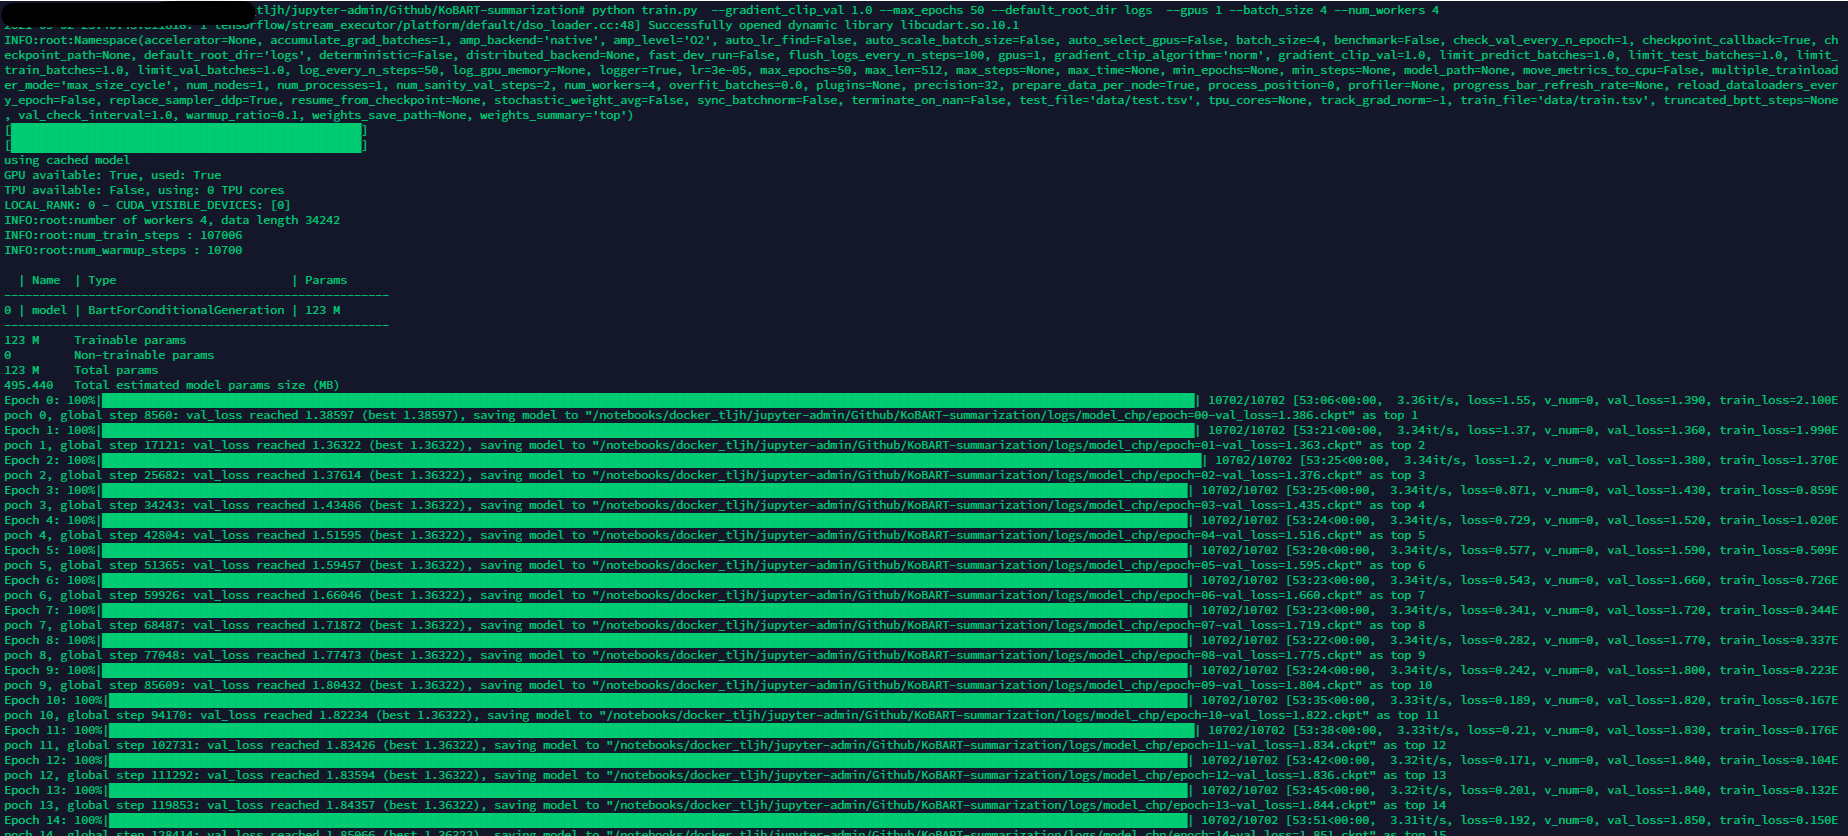 tljh/jupyter-admin/Github/KoBART-summarization# python train.py  --gradient_clip_val 1.0 --max_epochs 50 --default_root_dir logs  --gpus 1 --batch_size 4 --num_workers 4
tensorflow/stream_executor/platform/default/dso_loader.cc:48] Successfully opened dynamic library libcudart.so.10.1
INFO:root:Namespace(accelerator=None, accumulate_grad_batches=1, amp_backend='native', amp_level='O2', auto_lr_find=False, auto_scale_batch_size=False, auto_select_gpus=False, batch_size=4, benchmark=False, check_val_every_n_epoch=1, checkpoint_callback=True, ch
eckpoint_path=None, default_root_dir='logs', deterministic=False, distributed_backend=None, fast_dev_run=False, flush_logs_every_n_steps=100, gpus=1, gradient_clip_algorithm='norm', gradient_clip_val=1.0, limit_predict_batches=1.0, limit_test_batches=1.0, limit_
train_batches=1.0, limit_val_batches=1.0, log_every_n_steps=50, log_gpu_memory=None, logger=True, lr=3e-05, max_epochs=50, max_len=512, max_steps=None, max_time=None, min_epochs=None, min_steps=None, model_path=None, move_metrics_to_cpu=False, multiple_trainload
er_mode='max_size_cycle', num_nodes=1, num_processes=1, num_sanity_val_steps=2, num_workers=4, overfit_batches=0.0, plugins=None, precision=32, prepare_data_per_node=True, process_position=0, profiler=None, progress_bar_refresh_rate=None, reload_dataloaders_ever
y_epoch=False, replace_sampler_ddp=True, resume_from_checkpoint=None, stochastic_weight_avg=False, sync_batchnorm=False, terminate_on_nan=False, test_file='data/test.tsv', tpu_cores=None, track_grad_norm=-1, train_file='data/train.tsv', truncated_bptt_steps=None
, val_check_interval=1.0, warmup_ratio=0.1, weights_save_path=None, weights_summary='top')
[██████████████████████████████████████████████████]
[██████████████████████████████████████████████████]
using cached model
GPU available: True, used: True
TPU available: False, using: 0 TPU cores
LOCAL_RANK: 0 - CUDA_VISIBLE_DEVICES: [0]
INFO:root:number of workers 4, data length 34242
INFO:root:num_train_steps : 107006
INFO:root:num_warmup_steps : 10700
| Name  | Type                         | Params
-------------------------------------------------------
0 | model | BartForConditionalGeneration | 123 M
-------------------------------------------------------
123 M     Trainable params
0         Non-trainable params
123 M     Total params
495.440   Total estimated model params size (MB)
Epoch 0: 100%| | 10702/10702 [53:06<00:00,  3.36it/s, loss=1.55, v_num=0, val_loss=1.390, train_loss=2.100E
poch 0, global step 8560: val_loss reached 1.38597 (best 1.38597), saving model to "/notebooks/docker_tljh/jupyter-admin/Github/KoBART-summarization/logs/model_chp/epoch=00-val_loss=1.386.ckpt" as top 1
Epoch 1: 100%| | 10702/10702 [53:21<00:00,  3.34it/s, loss=1.37, v_num=0, val_loss=1.360, train_loss=1.990E
poch 1, global step 17121: val_loss reached 1.36322 (best 1.36322), saving model to "/notebooks/docker_tljh/jupyter-admin/Github/KoBART-summarization/logs/model_chp/epoch=01-val_loss=1.363.ckpt" as top 2
Epoch 2: 100%| | 10702/10702 [53:25<00:00,  3.34it/s, loss=1.2, v_num=0, val_loss=1.380, train_loss=1.370E
poch 2, global step 25682: val_loss reached 1.37614 (best 1.36322), saving model to "/notebooks/docker_tljh/jupyter-admin/Github/KoBART-summarization/logs/model_chp/epoch=02-val_loss=1.376.ckpt" as top 3
Epoch 3: 100%| | 10702/10702 [53:25<00:00,  3.34it/s, loss=0.871, v_num=0, val_loss=1.430, train_loss=0.859E
poch 3, global step 34243: val_loss reached 1.43486 (best 1.36322), saving model to "/notebooks/docker_tljh/jupyter-admin/Github/KoBART-summarization/logs/model_chp/epoch=03-val_loss=1.435.ckpt" as top 4
Epoch 4: 100%| | 10702/10702 [53:24<00:00,  3.34it/s, loss=0.729, v_num=0, val_loss=1.520, train_loss=1.020E
poch 4, global step 42804: val_loss reached 1.51595 (best 1.36322), saving model to "/notebooks/docker_tljh/jupyter-admin/Github/KoBART-summarization/logs/model_chp/epoch=04-val_loss=1.516.ckpt" as top 5
Epoch 5: 100%| | 10702/10702 [53:20<00:00,  3.34it/s, loss=0.577, v_num=0, val_loss=1.590, train_loss=0.509E
poch 5, global step 51365: val_loss reached 1.59457 (best 1.36322), saving model to "/notebooks/docker_tljh/jupyter-admin/Github/KoBART-summarization/logs/model_chp/epoch=05-val_loss=1.595.ckpt" as top 6
Epoch 6: 100%| | 10702/10702 [53:23<00:00,  3.34it/s, loss=0.543, v_num=0, val_loss=1.660, train_loss=0.726E
poch 6, global step 59926: val_loss reached 1.66046 (best 1.36322), saving model to "/notebooks/docker_tljh/jupyter-admin/Github/KoBART-summarization/logs/model_chp/epoch=06-val_loss=1.660.ckpt" as top 7
Epoch 7: 100%| | 10702/10702 [53:23<00:00,  3.34it/s, loss=0.341, v_num=0, val_loss=1.720, train_loss=0.344E
poch 7, global step 68487: val_loss reached 1.71872 (best 1.36322), saving model to "/notebooks/docker_tljh/jupyter-admin/Github/KoBART-summarization/logs/model_chp/epoch=07-val_loss=1.719.ckpt" as top 8
Epoch 8: 100%| | 10702/10702 [53:22<00:00,  3.34it/s, loss=0.282, v_num=0, val_loss=1.770, train_loss=0.337E
poch 8, global step 77048: val_loss reached 1.77473 (best 1.36322), saving model to "/notebooks/docker_tljh/jupyter-admin/Github/KoBART-summarization/logs/model_chp/epoch=08-val_loss=1.775.ckpt" as top 9
Epoch 9: 100%| | 10702/10702 [53:24<00:00,  3.34it/s, loss=0.242, v_num=0, val_loss=1.800, train_loss=0.223E
poch 9, global step 85609: val_loss reached 1.80432 (best 1.36322), saving model to "/notebooks/docker_tljh/jupyter-admin/Github/KoBART-summarization/logs/model_chp/epoch=09-val_loss=1.804.ckpt" as top 10
Epoch 10: 100%| | 10702/10702 [53:35<00:00,  3.33it/s, loss=0.189, v_num=0, val_loss=1.820, train_loss=0.167E
poch 10, global step 94170: val_loss reached 1.82234 (best 1.36322), saving model to "/notebooks/docker_tljh/jupyter-admin/Github/KoBART-summarization/logs/model_chp/epoch=10-val_loss=1.822.ckpt" as top 11
Epoch 11: 100%| | 10702/10702 [53:38<00:00,  3.33it/s, loss=0.21, v_num=0, val_loss=1.830, train_loss=0.176E
poch 11, global step 102731: val_loss reached 1.83426 (best 1.36322), saving model to "/notebooks/docker_tljh/jupyter-admin/Github/KoBART-summarization/logs/model_chp/epoch=11-val_loss=1.834.ckpt" as top 12
Epoch 12: 100%| | 10702/10702 [53:42<00:00,  3.32it/s, loss=0.171, v_num=0, val_loss=1.840, train_loss=0.104E
poch 12, global step 111292: val_loss reached 1.83594 (best 1.36322), saving model to "/notebooks/docker_tljh/jupyter-admin/Github/KoBART-summarization/logs/model_chp/epoch=12-val_loss=1.836.ckpt" as top 13
Epoch 13: 100%| | 10702/10702 [53:45<00:00,  3.32it/s, loss=0.201, v_num=0, val_loss=1.840, train_loss=0.132E
poch 13, global step 119853: val_loss reached 1.84357 (best 1.36322), saving model to "/notebooks/docker_tljh/jupyter-admin/Github/KoBART-summarization/logs/model_chp/epoch=13-val_loss=1.844.ckpt" as top 14
Epoch 14: 100%| | 10702/10702 [53:51<00:00,  3.31it/s, loss=0.192, v_num=0, val_loss=1.850, train_loss=0.150E
poch 14, global step 128414: val_loss reached 1.85066 (best 1.36322), saving model to "/notebooks/docker_tljh/jupyter-admin/Github/KoBART-summarization/logs/model_chp/epoch=14-val_loss=1.851.ckpt" as top 15